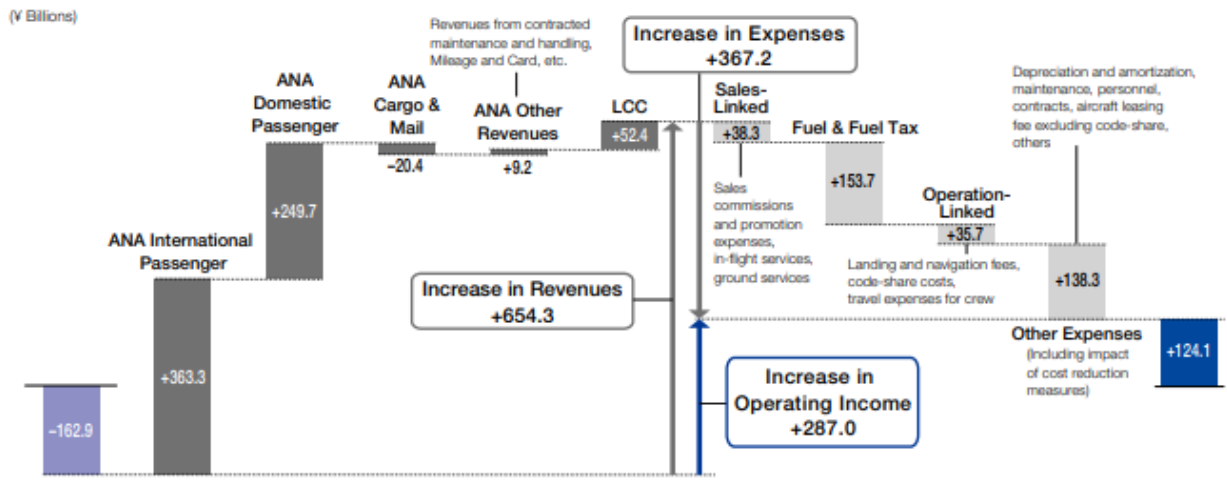 (¥ Billions)
Revenues from contracted
maintenance and handling,
Mileage and Card, etc.
Increase in Expenses
+367.2
Depreciation and amortization,
maintenance, personnel,
contracts, aircraft leasing
fee excluding code-share,
others
ANA
Domestic
Passenger
ANA
Cargo &
Mail
ANA Other
Revenues
LCC
Sales-
Linked
Fuel & Fuel Tax
+52.4
+38.3
−20.4
+9.2
+153.7
Sales
commissions
and promotion
expenses,
in-flight services,
ground services
Operation-
Linked
+35.7
+249.7
ANA International
Passenger
Landing and navigation fees,
code-share costs,
travel expenses for crew
+138.3
Increase in Revenues
+654.3
Other Expenses
(Including impact
of cost reduction
measures)
+124.1
+363.3
Increase in
Operating Income
+287.0
−162.9